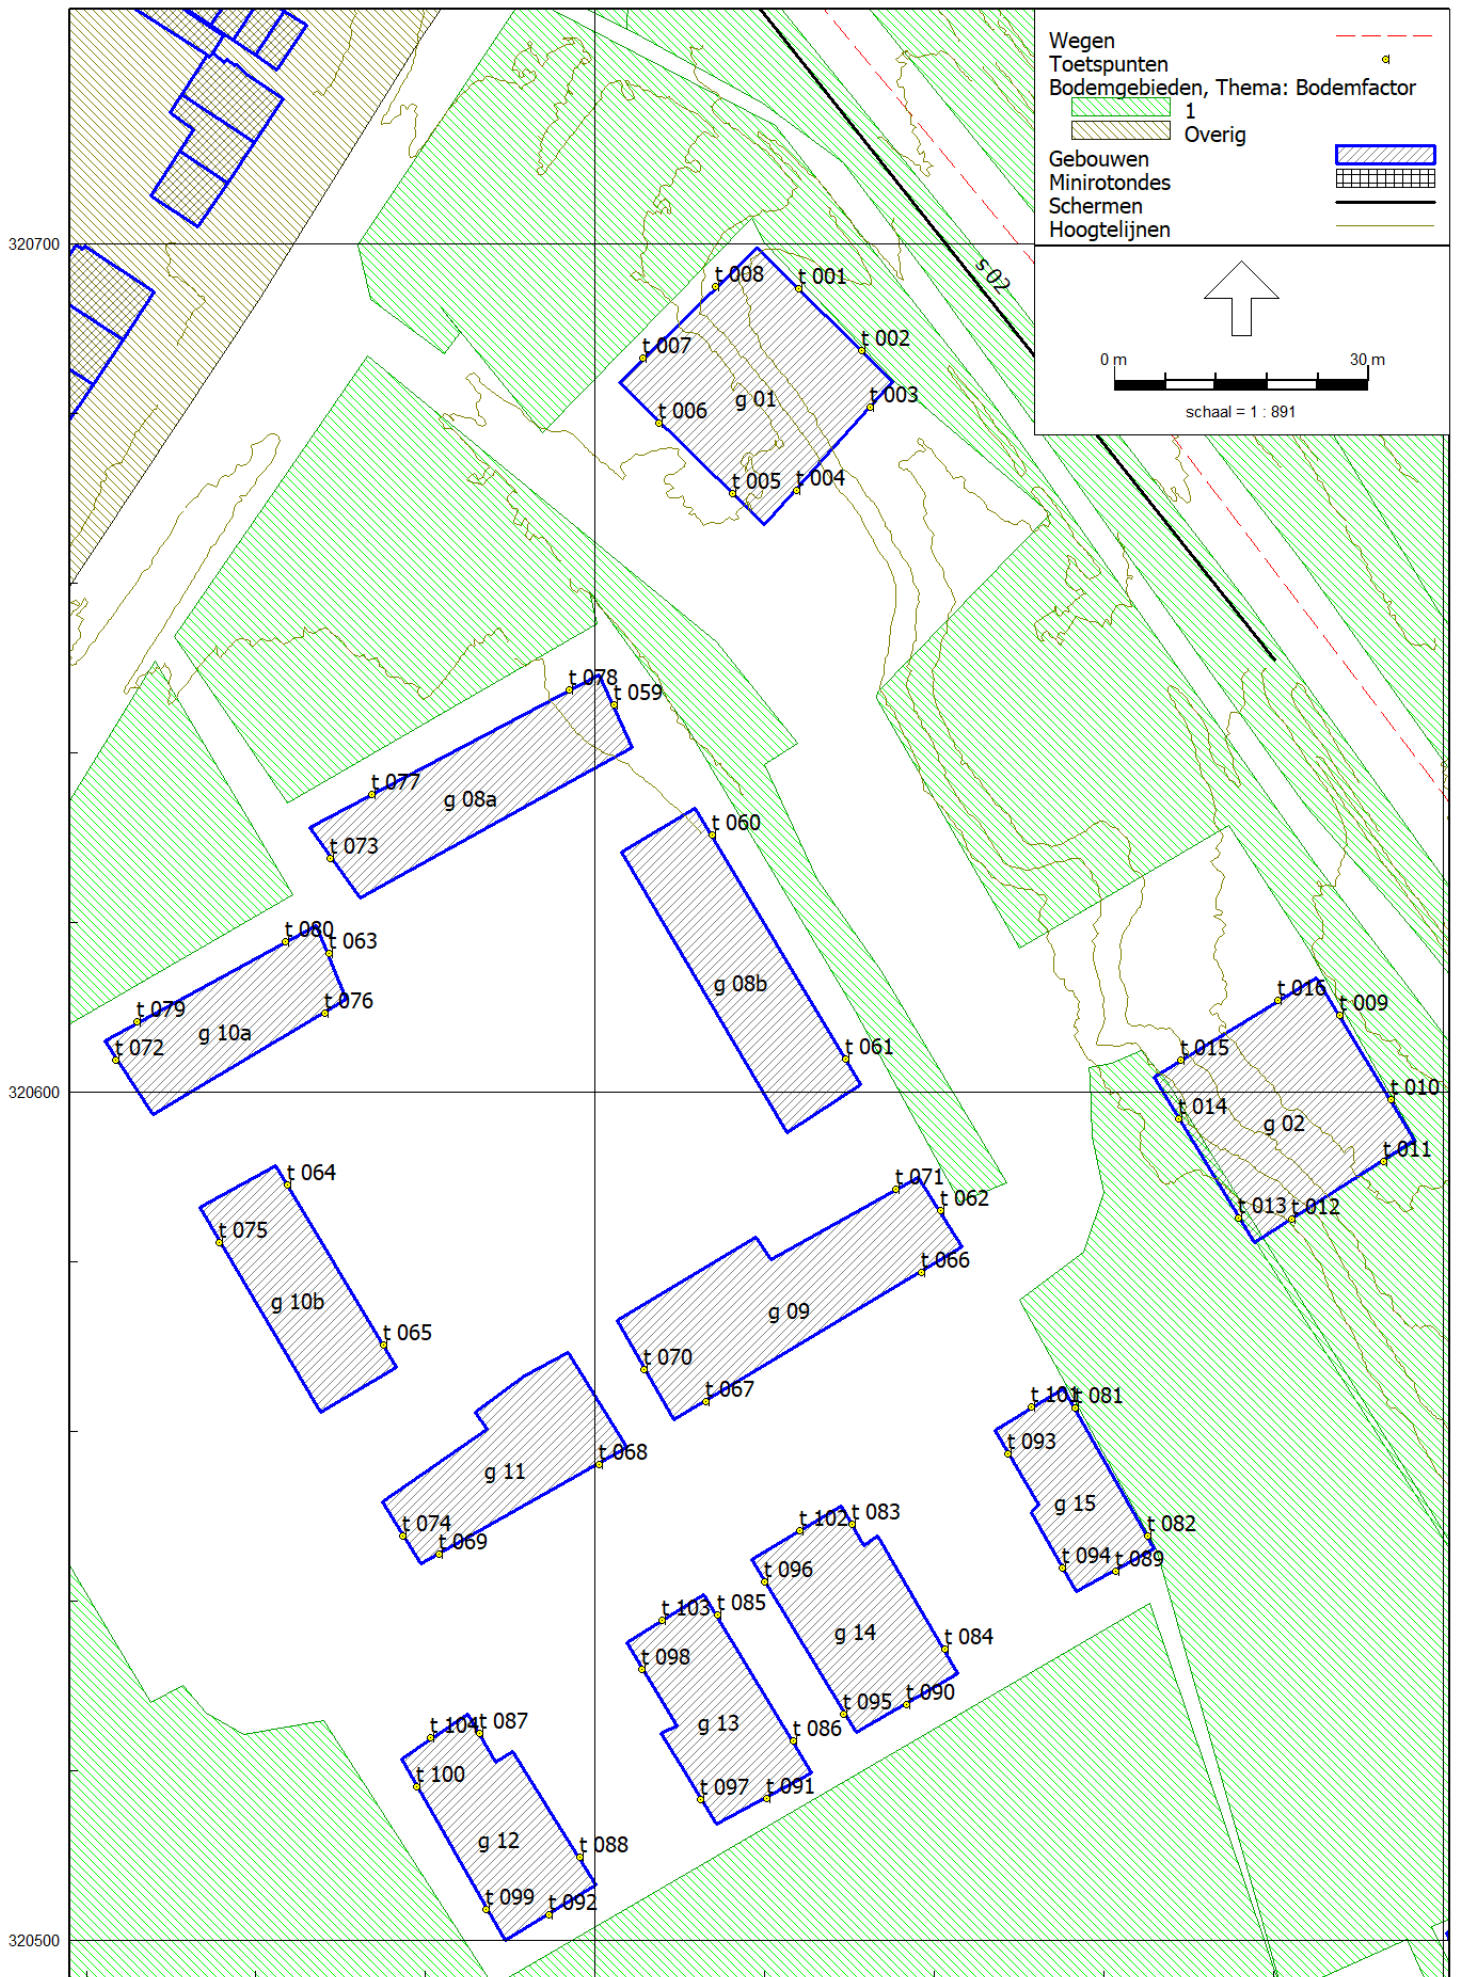 Wegen
Toetspunten
Bodemgebieden, Thema: Bodemfactor
1
Overig
Gebouwen
Minirotondes
Schermen
Hoogtelijnen
0 m 30 m
schaal = 1 : 891
320700
s 02
t 008
t 001
t 002
t 007
t 003
g 01
t 006
t 005
t 004
t 078
t 059
t 077
g 08a
t 060
t 073
t 080
t 063
g 08b
t 076
t 079
g 10a
t 072
t 061
320600
t 016
t 009
t 015
t 010
t 014
g 02
t 011
t 013
t 012
t 064
t 071
t 062
t 075
t 066
g 10b
g 09
t 065
t 070
t 067
t 101
t 081
t 068
t 093
g 11
g 15
t 102
t 083
t 074
t 069
t 082
t 094
t 089
t 096
t 103
t 085
g 14
t 084
t 098
t 095
t 090
g 13
t 104
t 087
t 086
t 100
t 097
t 091
g 12
t 088
t 099
t 092
320500